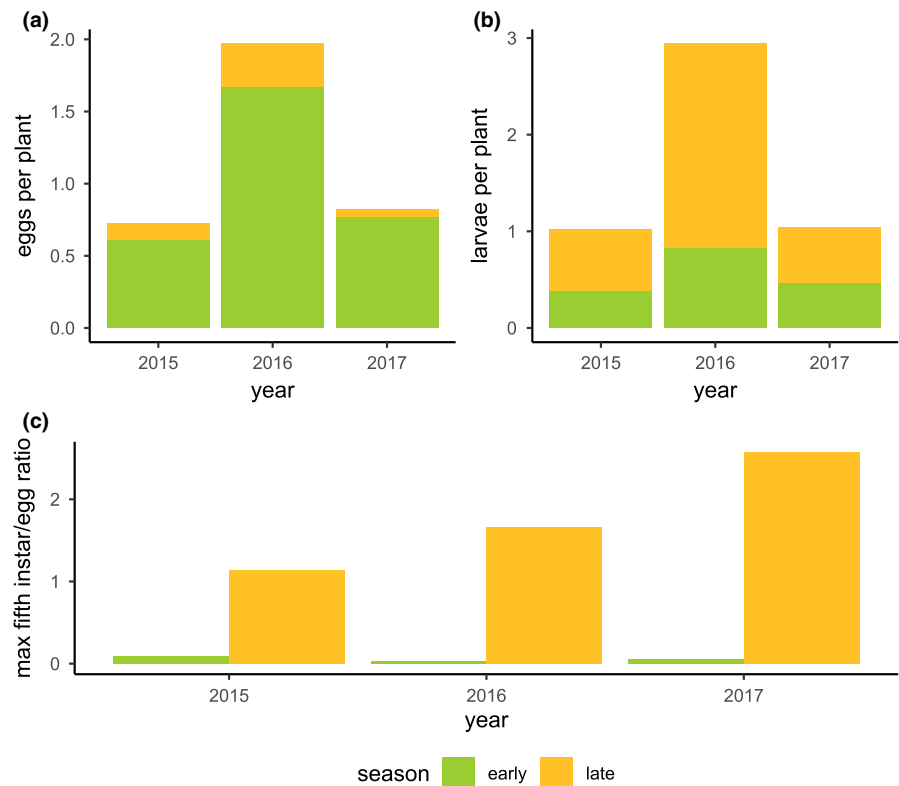 (a)
eggs per plant
2.0
1.5
1.0
0.5
0.0
2015 2016 2017
year
(b)
larvae per plant
3
2
1
0
2015 2016 2017
year
(c)
max fifth instar/egg ratio
2
1
0
2015 2016 2017
year
season early late